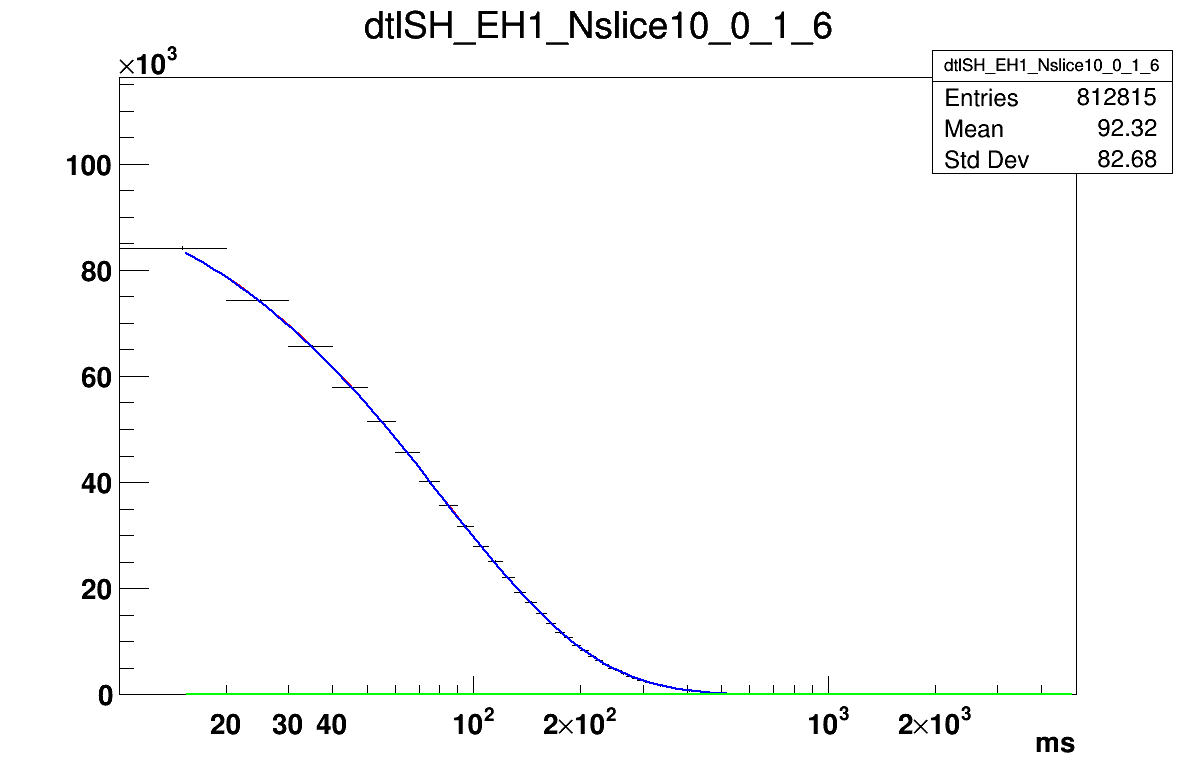 dtlSH_EH1_Nslice10_0_1_6
×10³
dtlSH_EH1_Nslice10_0_1_6
Entries 812815
Mean 92.32
Std Dev 82.68
100
80
60
40
20
0
20 30 40 10² 2×10² 10³ 2×10³
ms